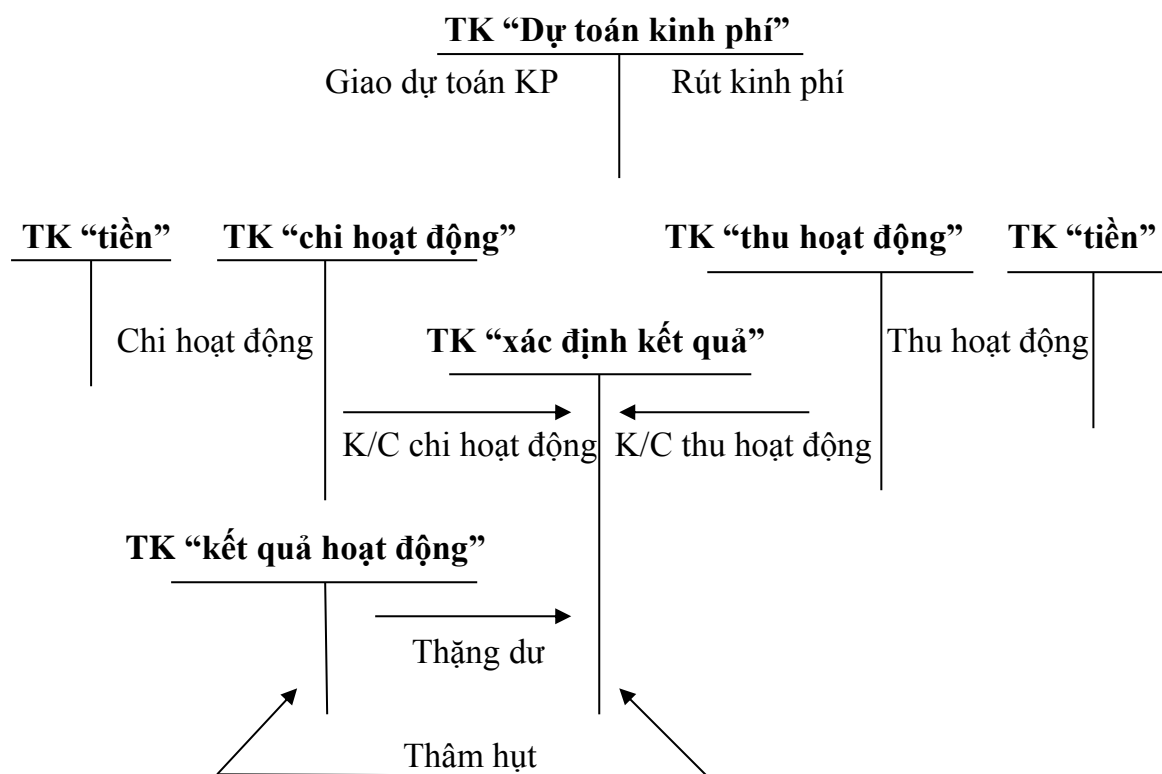 TK “Dự toán kinh phí”
Giao dự toán KP Rút kinh phí
TK “tiền” TK “chi hoạt động” TK “thu hoạt động” TK “tiền”
Chi hoạt động TK “xác định kết quả” Thu hoạt động
K/C chi hoạt động K/C thu hoạt động
TK “kết quả hoạt động”
Thặng dư
Thâm hụt